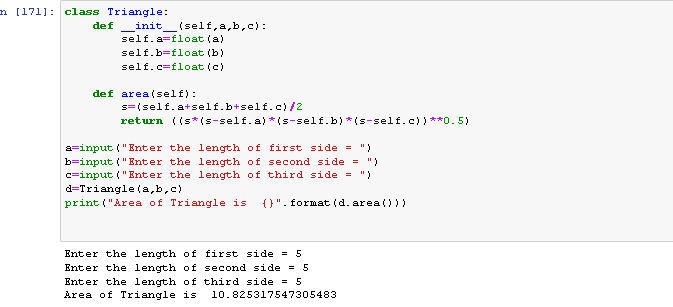 n [171]: class Triangle:
    def __init__(self,a,b,c):
        self.a=float(a)
        self.b=float(b)
        self.c=float(c)

    def area(self):
        s=(self.a+self.b+self.c)/2
        return ((s*(s-self.a)*(s-self.b)*(s-self.c))**0.5)

a=input("Enter the length of first side = ")
b=input("Enter the length of second side = ")
c=input("Enter the length of third side = ")
d=Triangle(a,b,c)
print("Area of Triangle is  {}".format(d.area()))

Enter the length of first side = 5
Enter the length of second side = 5
Enter the length of third side = 5
Area of Triangle is  10.825317547305483